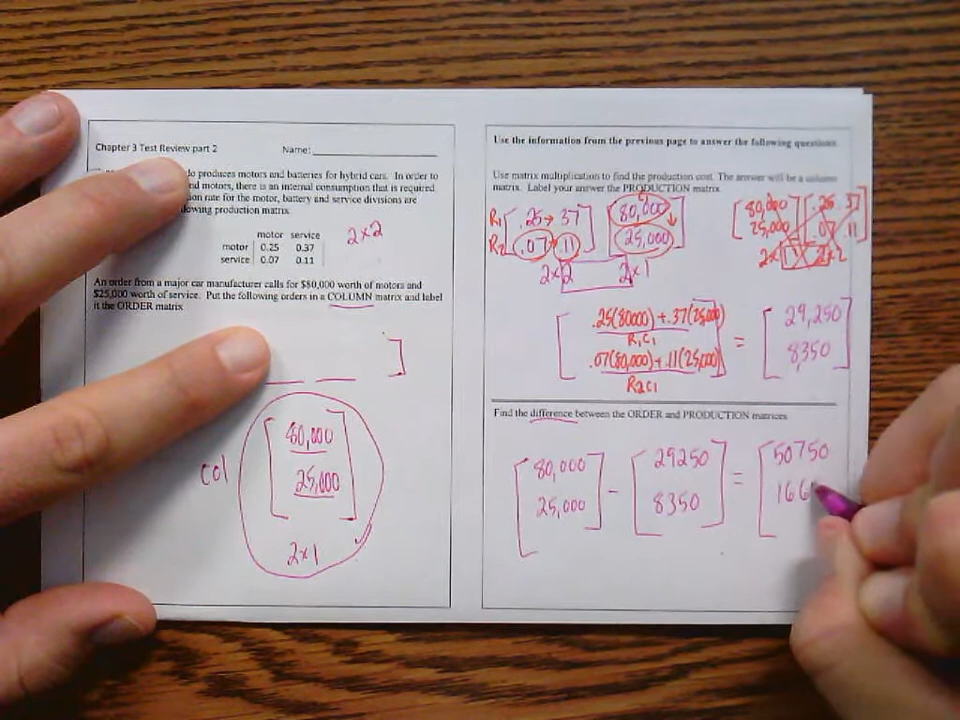 Chapter 3 Test Review part 2 Name:
produces motors and batteries for hybrid cars. In order to
nd motors, there is an internal consumption that is required
ion rate for the motor, battery and service divisions are
lowing production matrix
motor service
motor 0.25 0.37
service 0.07 0.11
2x2
An order from a major car manufacturer calls for $80,000 worth of motors and
$25,000 worth of service. Put the following orders in a COLUMN matrix and label
it the ORDER matrix
col
80,000
25,000
2x1
Use the information from the previous page to answer the following questions
Use matrix multiplication to find the production cost. The answer will be a column
matrix. Label your answer the PRODUCTION matrix
R1 .25 .37 80,000
R2 .07 .11 25,000
2x2 2x1
80,000 .25 .37
25,000 .07 .11
2x1 2x2
.25(80000)+.37(25,000)
R1C1
.07(80,000)+.11(25,000)
R2C1
=
29,250
8350
Find the difference between the ORDER and PRODUCTION matrices
80,000 29250 50750
25,000 - 8350 = 166